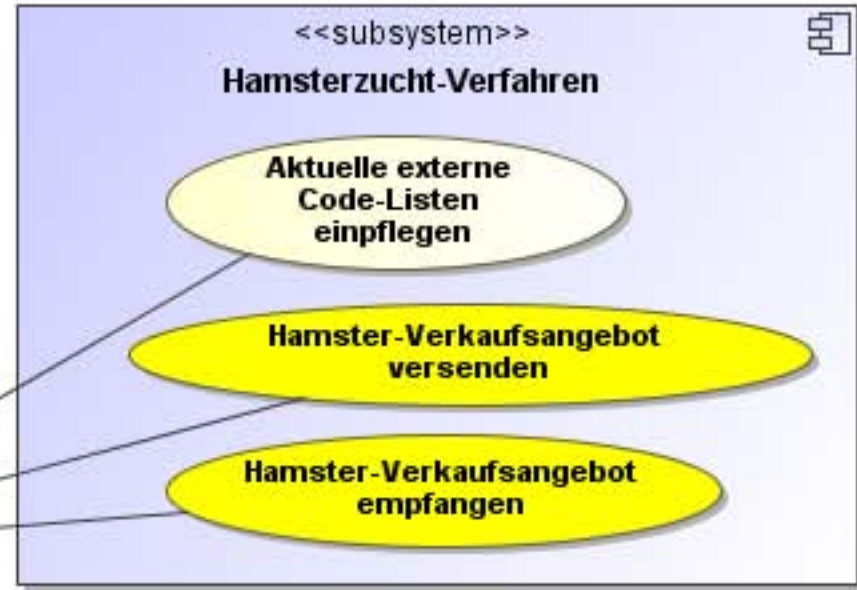 <<subsystem>>
Hamsterzucht-Verfahren
Aktuelle externe
Code-Listen
einpflegen
Hamster-Verkaufsangebot
versenden
Hamster-Verkaufsangebot
empfangen